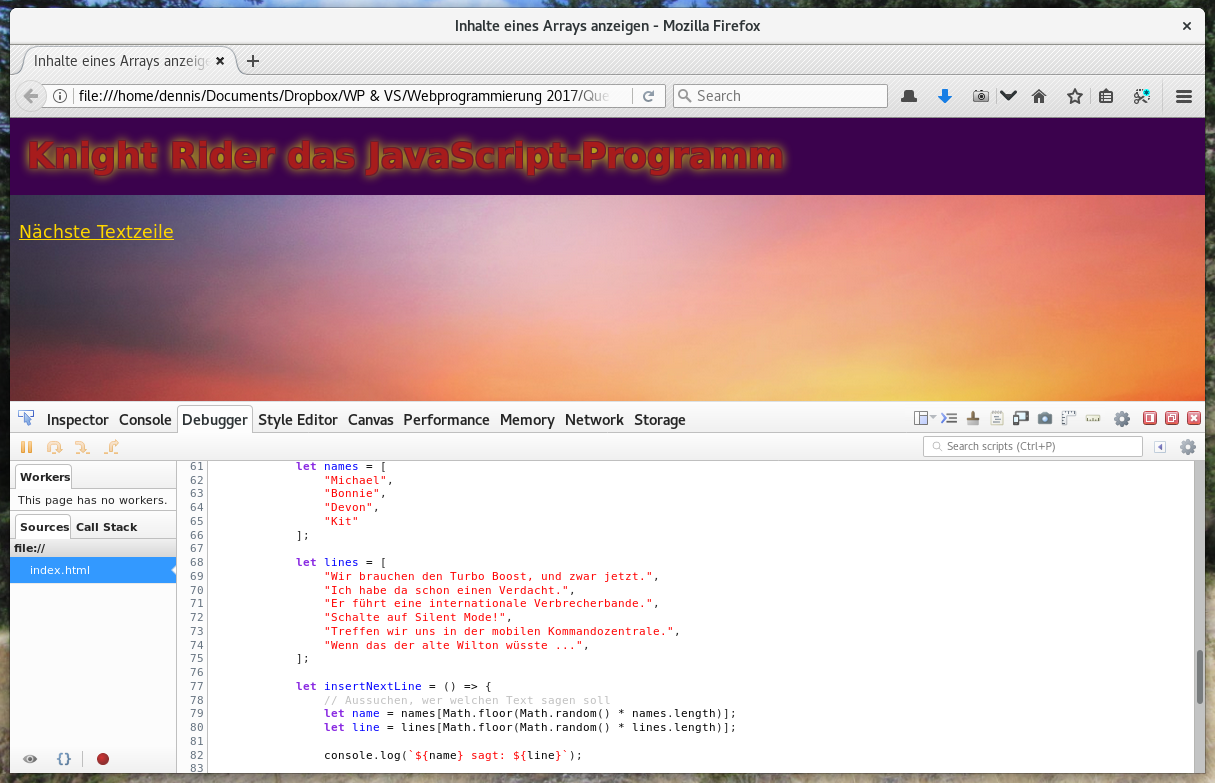 Inhalte eines Arrays anzeigen - Mozilla Firefox
Inhalte eines Arrays anzeige
file:///home/dennis/Documents/Dropbox/WP & VS/Webprogrammierung 2017/Que
Search
Knight Rider das JavaScript-Programm
Nächste Textzeile
Inspector Console Debugger Style Editor Canvas Performance Memory Network Storage
Search scripts (Ctrl+P)
Workers
This page has no workers.
Sources Call Stack
file://
index.html
{}
61 let names = [
62 "Michael",
63 "Bonnie",
64 "Devon",
65 "Kit"
66 ];
67
68 let lines = [
69 "Wir brauchen den Turbo Boost, und zwar jetzt.",
70 "Ich habe da schon einen Verdacht.",
71 "Er führt eine internationale Verbrecherbande.",
72 "Schalte auf Silent Mode!",
73 "Treffen wir uns in der mobilen Kommandozentrale.",
74 "Wenn das der alte Wilton wüsste ...",
75 ];
76
77 let insertNextLine = () => {
78 // Aussuchen, wer welchen Text sagen soll
79 let name = names[Math.floor(Math.random() * names.length)];
80 let line = lines[Math.floor(Math.random() * lines.length)];
81
82 console.log(`${name} sagt: ${line}`);
83